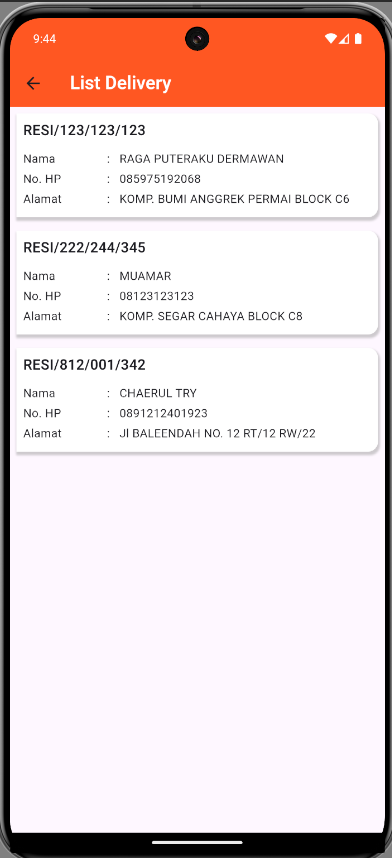 9:44
List Delivery
RESI/123/123/123
Nama : RAGA PUTERAKU DERMAWAN
No. HP : 085975192068
Alamat : KOMP. BUMI ANGGREK PERMAI BLOCK C6
RESI/222/244/345
Nama : MUAMAR
No. HP : 08123123123
Alamat : KOMP. SEGAR CAHAYA BLOCK C8
RESI/812/001/342
Nama : CHAERUL TRY
No. HP : 0891212401923
Alamat : Jl BALEENDAH NO. 12 RT/12 RW/22